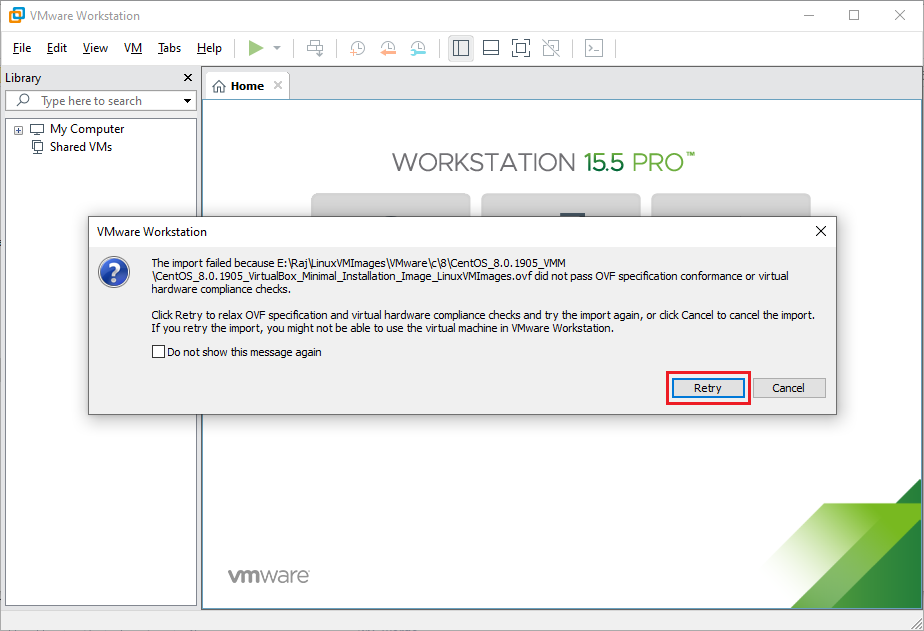 VMware Workstation
File Edit View VM Tabs Help
Library
Home
Type here to search
My Computer
Shared VMs
WORKSTATION 15.5 PRO™
VMware Workstation
The import failed because E:\Raj\LinuxVMImages\VMware\c\8\CentOS_8.0.1905_VMM
\CentOS_8.0.1905_VirtualBox_Minimal_Installation_Image_LinuxVMImages.ovf did not pass OVF specification conformance or virtual
hardware compliance checks.
Click Retry to relax OVF specification and virtual hardware compliance checks and try the import again, or click Cancel to cancel the import.
If you retry the import, you might not be able to use the virtual machine in VMware Workstation.
Do not show this message again
Retry Cancel
vmware